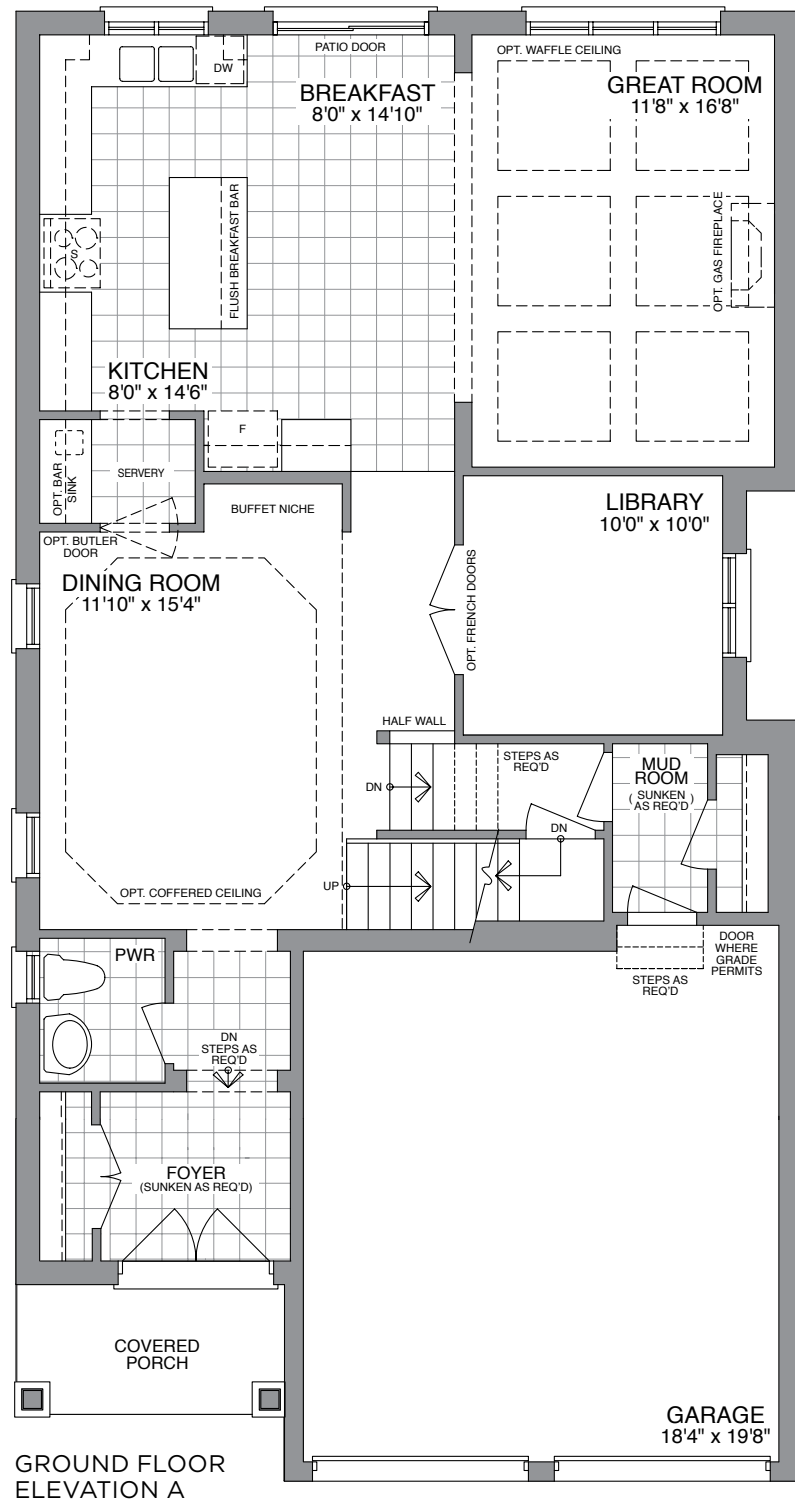 PATIO DOOR
OPT. WAFFLE CEILING
DW
BREAKFAST
8'0" x 14'10"
GREAT ROOM
11'8" x 16'8"
S
FLUSH BREAKFAST BAR
OPT. GAS FIREPLACE
KITCHEN
8'0" x 14'6"
F
OPT. BAR
SINK
SERVERY
BUFFET NICHE
LIBRARY
10'0" x 10'0"
OPT. BUTLER
DOOR
DINING ROOM
11'10" x 15'4"
OPT. FRENCH DOORS
HALF WALL
STEPS AS
REQ'D
MUD
ROOM
( SUNKEN )
AS REQ'D
DN
DN
UP
OPT. COFFERED CEILING
PWR
DOOR
WHERE
GRADE
PERMITS
STEPS AS
REQ'D
DN
STEPS AS
REQ'D
FOYER
(SUNKEN AS REQ'D)
COVERED
PORCH
GARAGE
18'4" x 19'8"
GROUND FLOOR
ELEVATION A